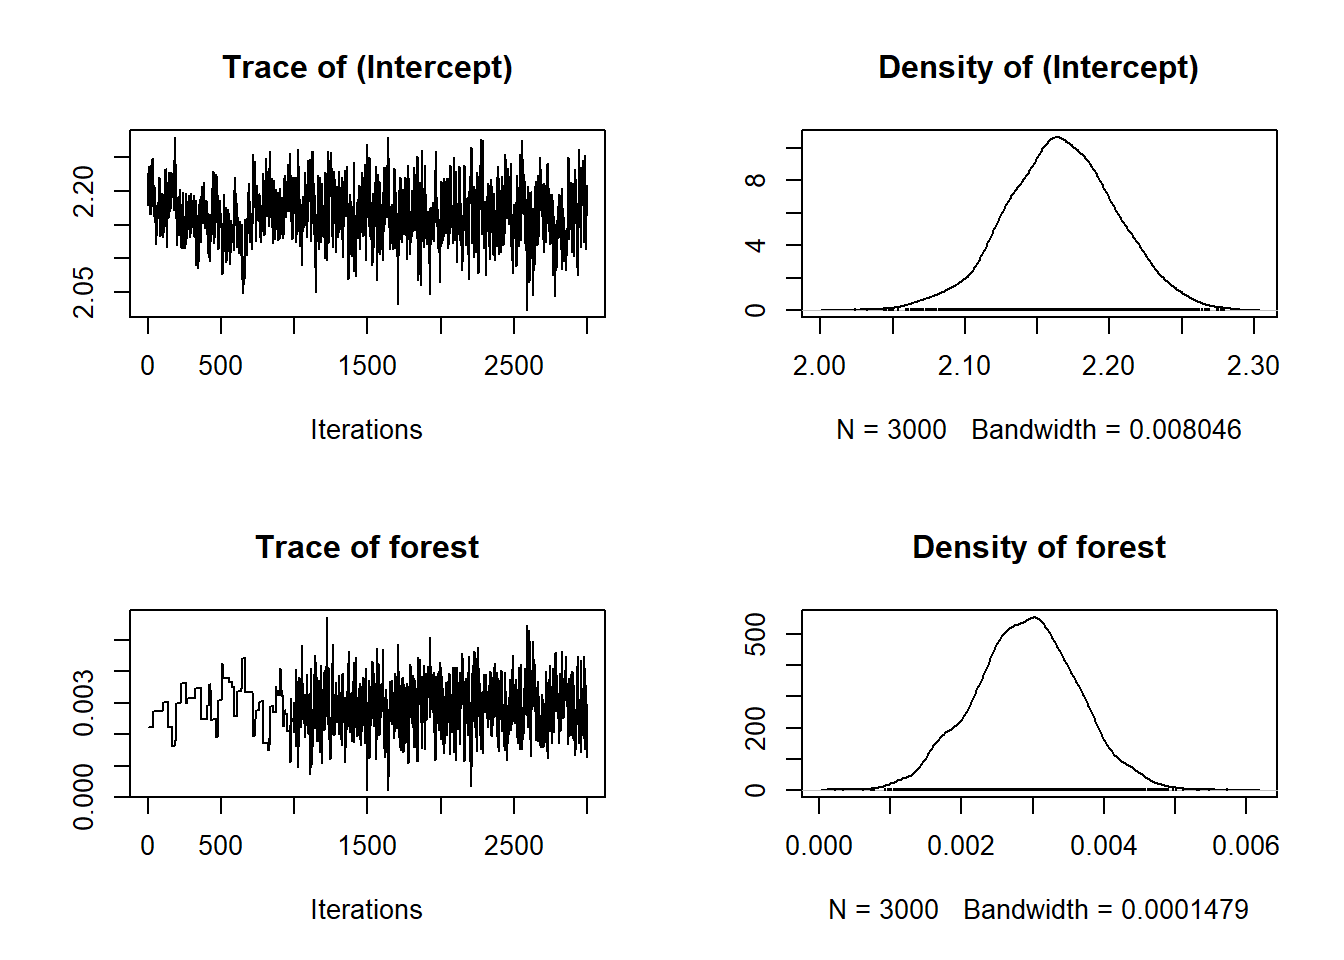 Trace of (Intercept)
2.20
2.05
0 500 1500 2500
Iterations
Density of (Intercept)
8
4
0
2.00 2.10 2.20 2.30
N = 3000 Bandwidth = 0.008046
Trace of forest
0.003
0.000
0 500 1500 2500
Iterations
Density of forest
500
200
0
0.000 0.002 0.004 0.006
N = 3000 Bandwidth = 0.0001479